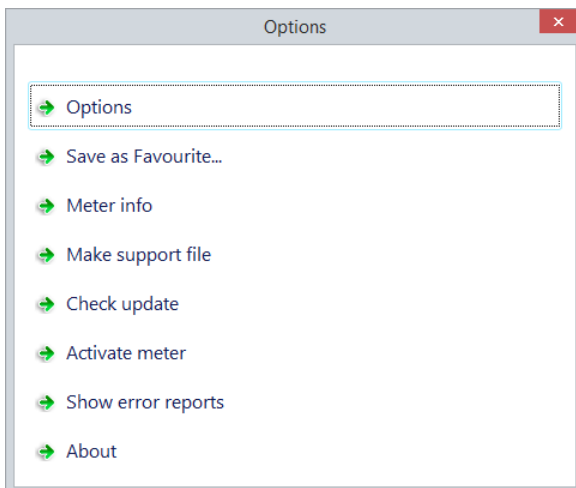 Options
Options
Save as Favourite...
Meter info
Make support file
Check update
Activate meter
Show error reports
About